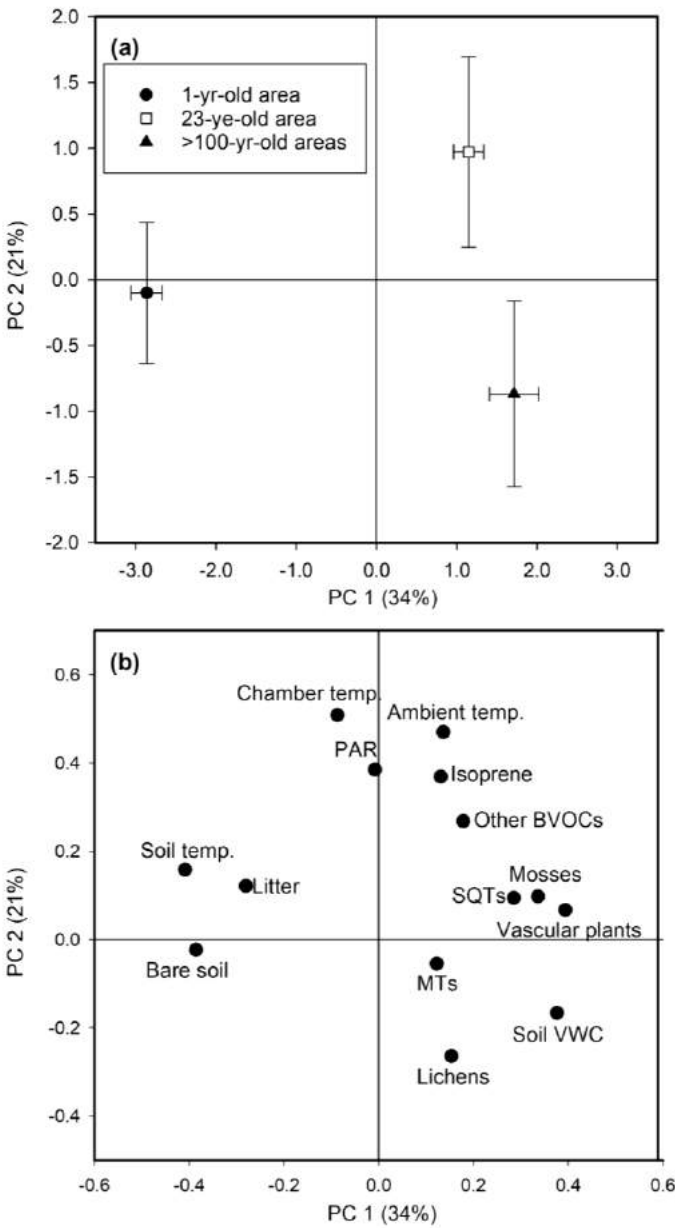 2.0
(a)
1.5
1-yr-old area
23-ye-old area
>100-yr-old areas
1.0
0.5
0.0
-0.5
-1.0
-1.5
-2.0
PC 2 (21%)
-3.0 -2.0 -1.0 0.0 1.0 2.0 3.0
PC 1 (34%)
(b)
0.6
Chamber temp.
Ambient temp.
PAR
0.4
Isoprene
Other BVOCs
0.2
Soil temp.
Litter
Mosses
SQTs
Vascular plants
0.0
Bare soil
MTs
-0.2
Soil VWC
Lichens
-0.4
PC 2 (21%)
-0.6 -0.4 -0.2 0.0 0.2 0.4 0.6
PC 1 (34%)